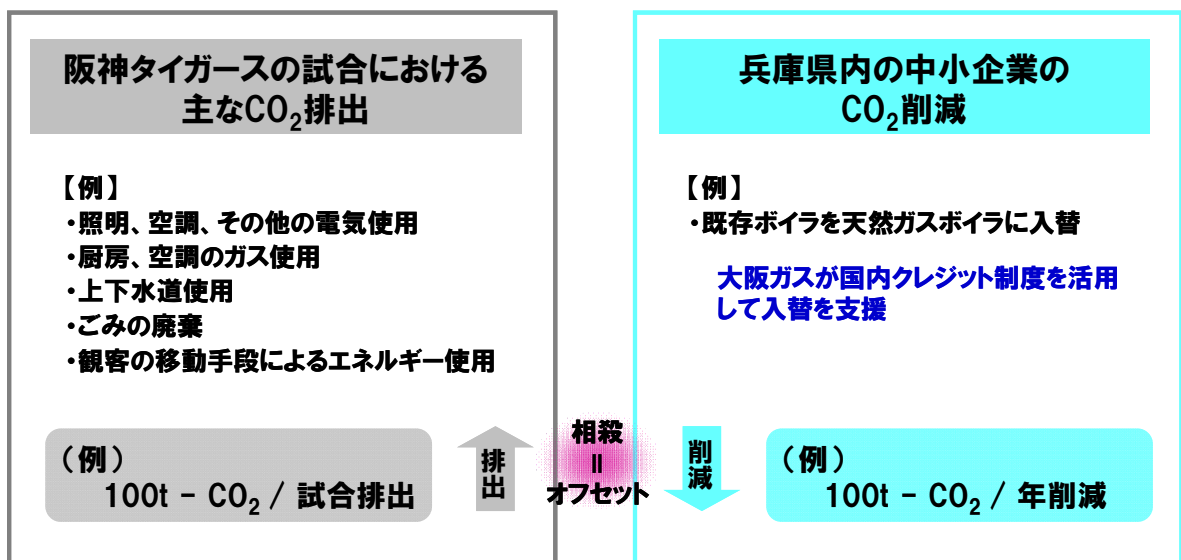 阪神タイガースの試合における
主なCO₂排出
【例】
・照明、空調、その他の電気使用
・厨房、空調のガス使用
・上下水道使用
・ごみの廃棄
・観客の移動手段によるエネルギー使用
（例）
100t － CO₂ / 試合排出
排出
相殺
＝
オフセット
兵庫県内の中小企業の
CO₂削減
【例】
・既存ボイラを天然ガスボイラに入替
大阪ガスが国内クレジット制度を活用
して入替を支援
削減
（例）
100t － CO₂ / 年削減